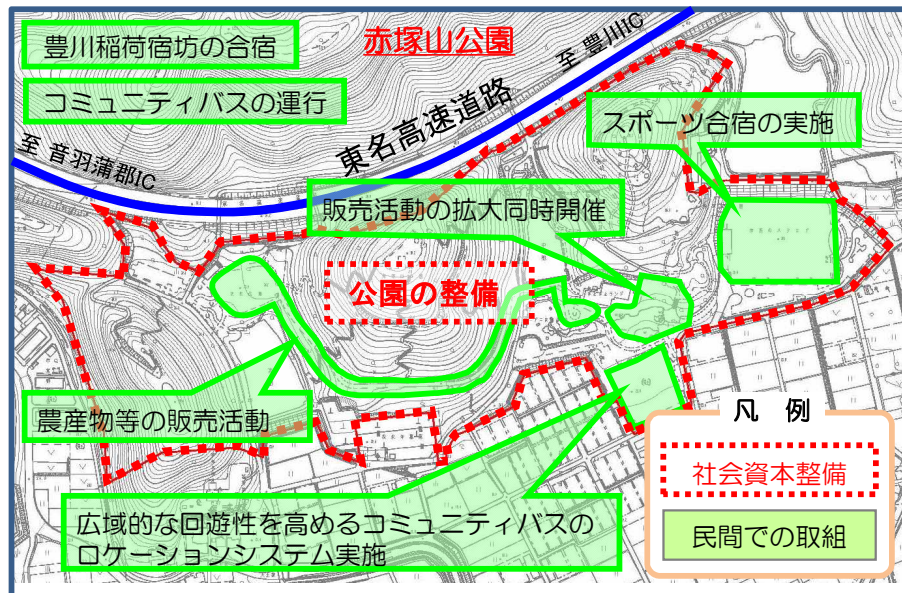 豊川稲荷宿坊の合宿
赤塚山公園
至 豊川IC
コミュニティバスの運行
東名高速道路
スポーツ合宿の実施
至 音羽蒲郡IC
販売活動の拡大同時開催
公園の整備
農産物等の販売活動
凡 例
社会資本整備
広域的な回遊性を高めるコミュニティバスの
ロケーションシステム実施
民間での取組